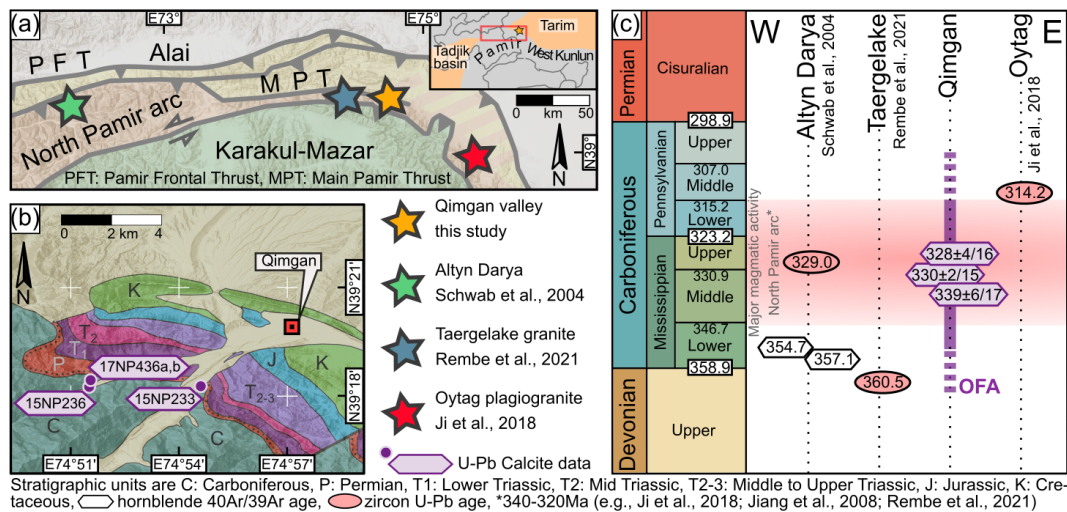 (a)
E73°
E75°
PFT
Alai
MPT
North Pamir arc
Karakul-Mazar
PFT: Pamir Frontal Thrust, MPT: Main Pamir Thrust
Tarim
Tadjik
basin
Pamir
West Kunlun
0 50
N39°
N
(b)
0 2 km 4
N
Qimgan
K
T2
T1
P
17NP436a,b
15NP236
15NP233
J
K
T2-3
C
C
N39°21'
N39°18'
E74°51'
E74°54'
E74°57'
Qimgan valley
this study
Altyn Darya
Schwab et al., 2004
Taergelake granite
Rembe et al., 2021
Oytag plagiogranite
Ji et al., 2018
U-Pb Calcite data
(c)
W
E
Altyn Darya
Schwab et al., 2004
Taergelake
Rembe et al., 2021
Qimgan
Oytag
Ji et al., 2018
Permian
Cisuralian
298.9
Carboniferous
Pennsylvanian
Upper
307.0
Middle
315.2
Lower
323.2
Mississippian
Upper
330.9
Middle
346.7
Lower
358.9
Devonian
Upper
Major magmatic activity
North Pamir arc*
329.0
354.7
357.1
360.5
328±4/16
330±2/15
339±6/17
314.2
OFA
Stratigraphic units are C: Carboniferous, P: Permian, T1: Lower Triassic, T2: Mid Triassic, T2-3: Middle to Upper Triassic, J: Jurassic, K: Cre-
taceous, hornblende 40Ar/39Ar age, zircon U-Pb age, *340-320Ma (e.g., Ji et al., 2018; Jiang et al., 2008; Rembe et al., 2021)